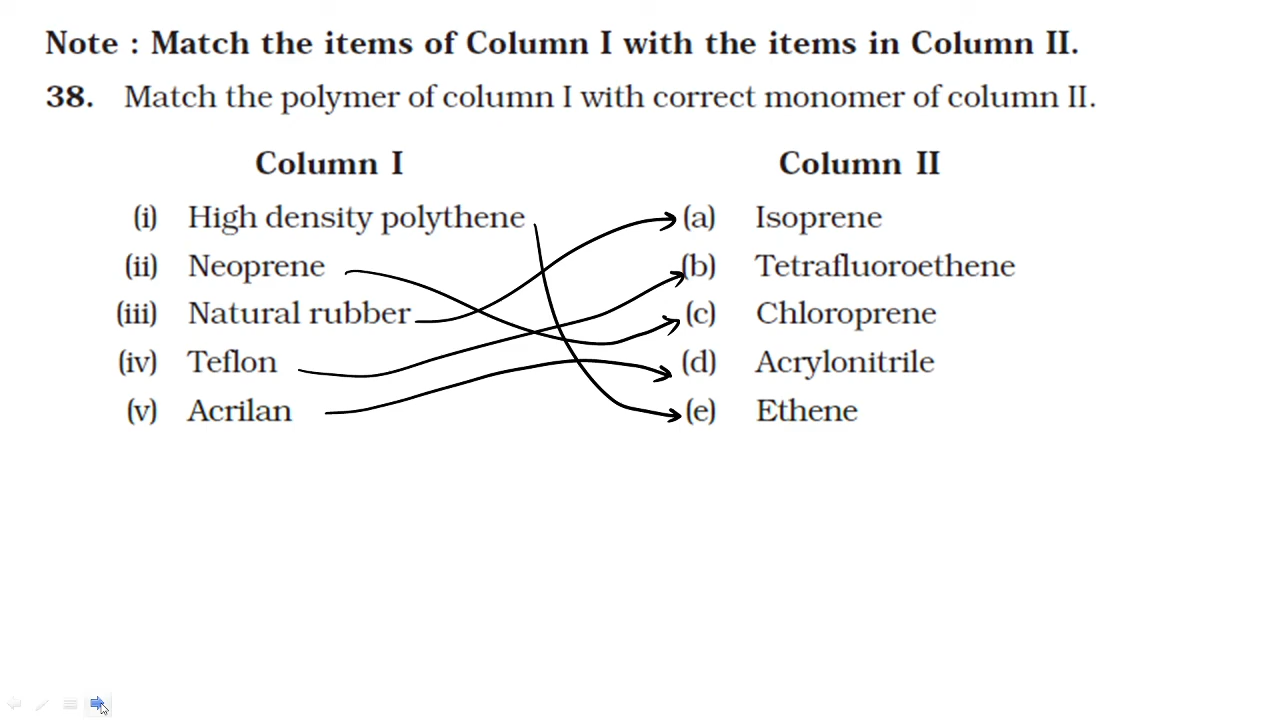 Note : Match the items of Column I with the items in Column II.
38. Match the polymer of column I with correct monomer of column II.
Column I Column II
(i) High density polythene (a) Isoprene
(ii) Neoprene (b) Tetrafluoroethene
(iii) Natural rubber (c) Chloroprene
(iv) Teflon (d) Acrylonitrile
(v) Acrilan (e) Ethene